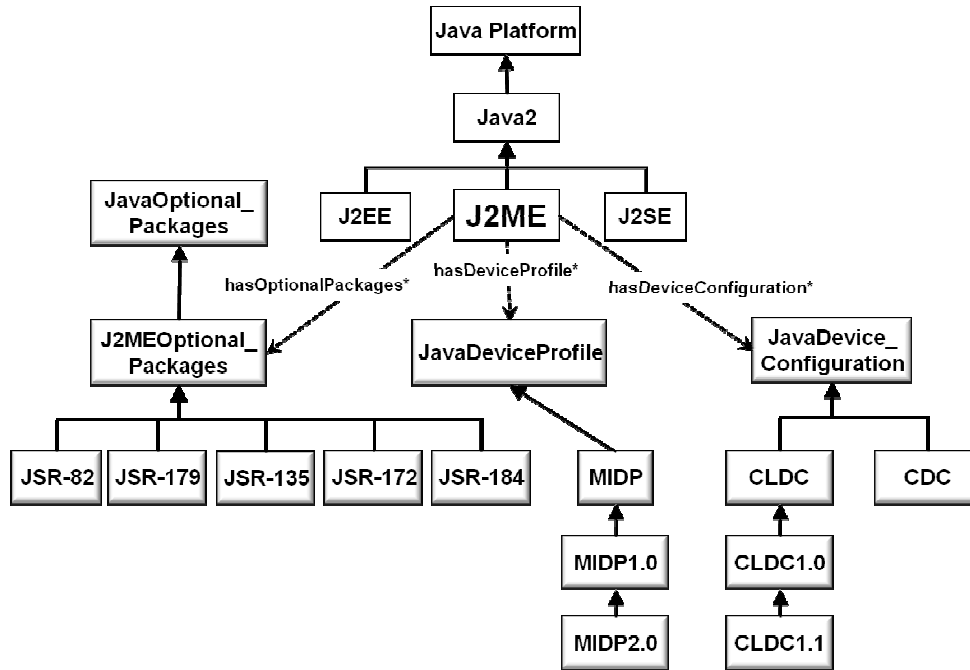 Java Platform
Java2
JavaOptional_
Packages
J2EE
J2ME
J2SE
hasOptionalPackages*
hasDeviceProfile*
hasDeviceConfiguration*
J2MEOptional_
Packages
JavaDeviceProfile
JavaDevice_
Configuration
JSR-82
JSR-179
JSR-135
JSR-172
JSR-184
MIDP
CLDC
CDC
MIDP1.0
CLDC1.0
MIDP2.0
CLDC1.1